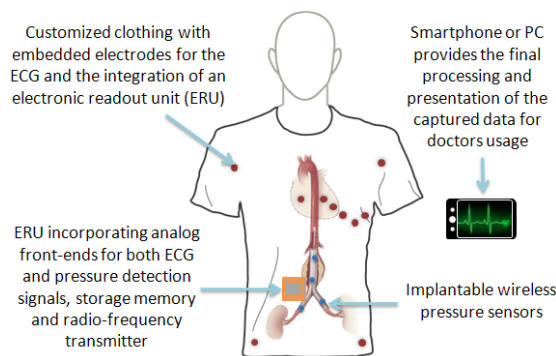 Customized clothing with
embedded electrodes for the
ECG and the integration of an
electronic readout unit (ERU)
Smartphone or PC
provides the final
processing and
presentation of the
captured data for
doctors usage
ERU incorporating analog
front-ends for both ECG
and pressure detection
signals, storage memory
and radio-frequency
transmitter
Implantable wireless
pressure sensors